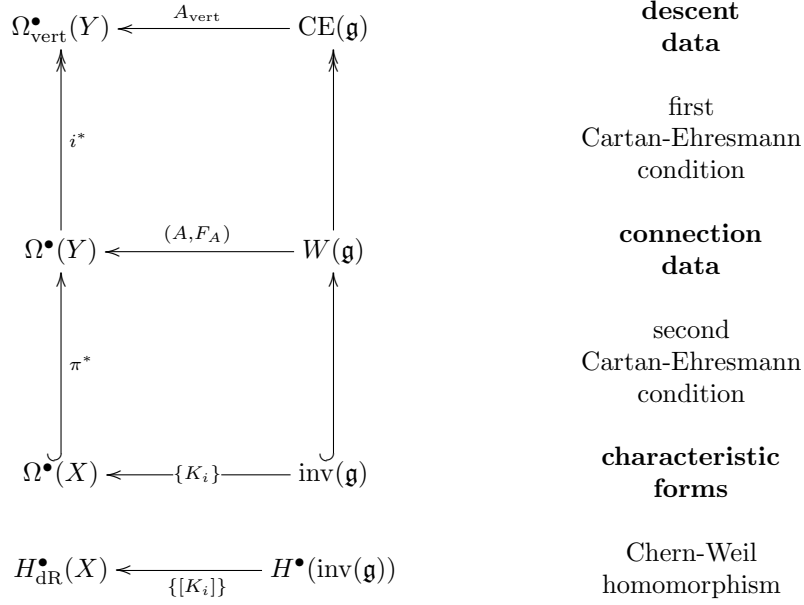 Ω•vert(Y) Avert CE(𝔤) descent
data
i* first
Cartan-Ehresmann
condition
Ω•(Y) (A,F_A) W(𝔤) connection
data
π* second
Cartan-Ehresmann
condition
Ω•(X) {K_i} inv(𝔤) characteristic
forms
H•dR(X) {[K_i]} H•(inv(𝔤)) Chern-Weil
homomorphism